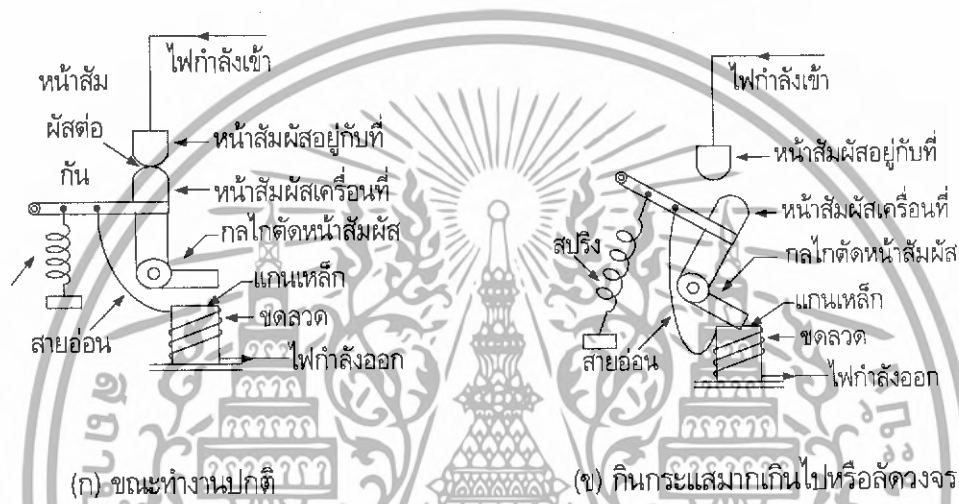 ไฟกำลังเข้า
หน้าสัม
ผัสต่อ
กัน
หน้าสัมผัสอยู่กับที่
หน้าสัมผัสเครื่อนที่
กลไกตัดหน้าสัมผัส
แกนเหล็ก
ขดลวด
สายอ่อน
ไฟกำลังออก
(ก) ขณะทำงานปกติ
ไฟกำลังเข้า
หน้าสัมผัสอยู่กับที่
หน้าสัมผัสเครื่อนที่
สปริง
กลไกตัดหน้าสัมผัส
แกนเหล็ก
ขดลวด
สายอ่อน
ไฟกำลังออก
(ข) กินกระแสมากเกินไปหรือลัดวงจร